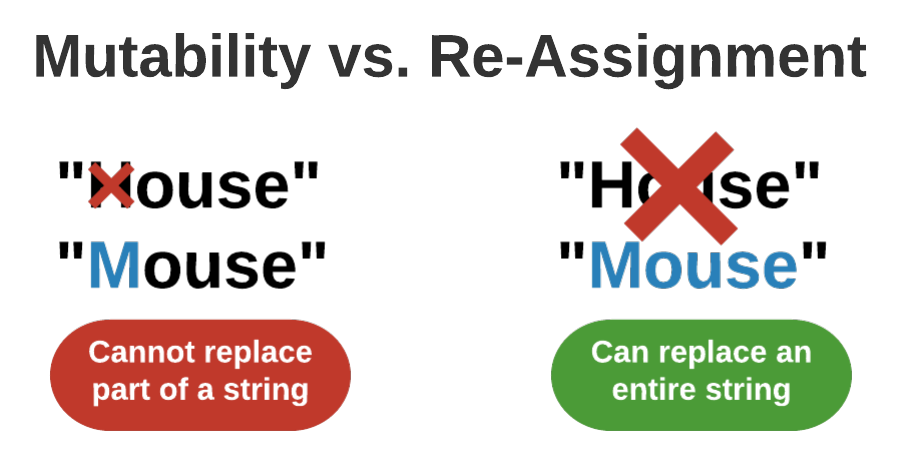 Mutability vs. Re-Assignment
"House"
"Mouse"
Cannot replace
part of a string
"House"
"Mouse"
Can replace an
entire string